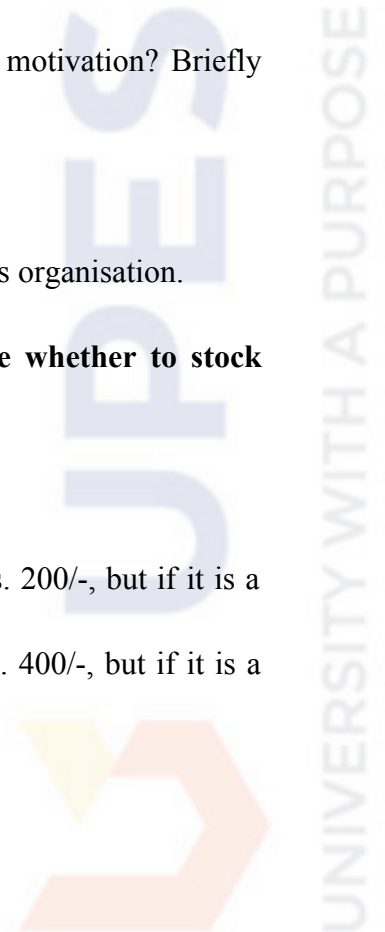 motivation? Briefly
s organisation.
e whether to stock
s. 200/-, but if it is a
. 400/-, but if it is a
UPES
UNIVERSITY WITH A PURPOSE